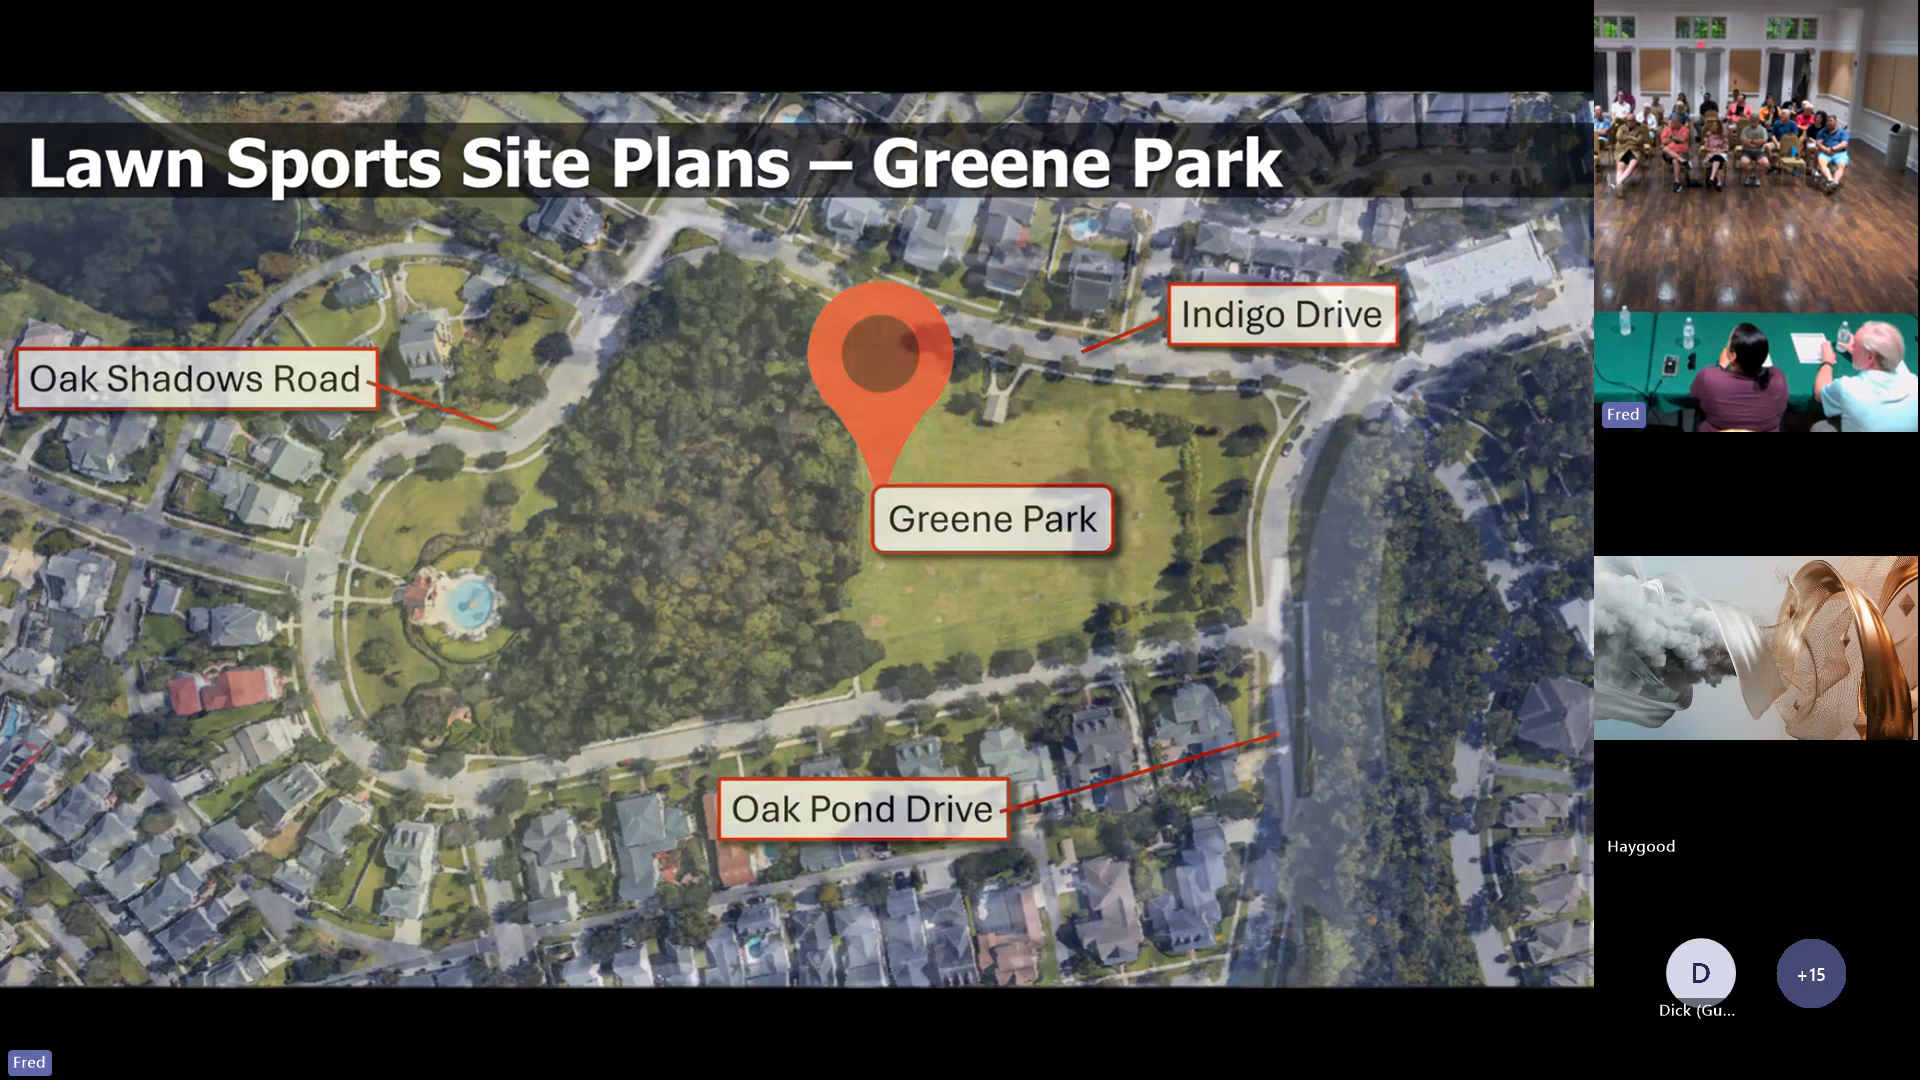 Lawn Sports Site Plans – Greene Park
Indigo Drive
Oak Shadows Road
Greene Park
Oak Pond Drive
Fred
Fred
Haygood
D
+15
Dick (Gu...